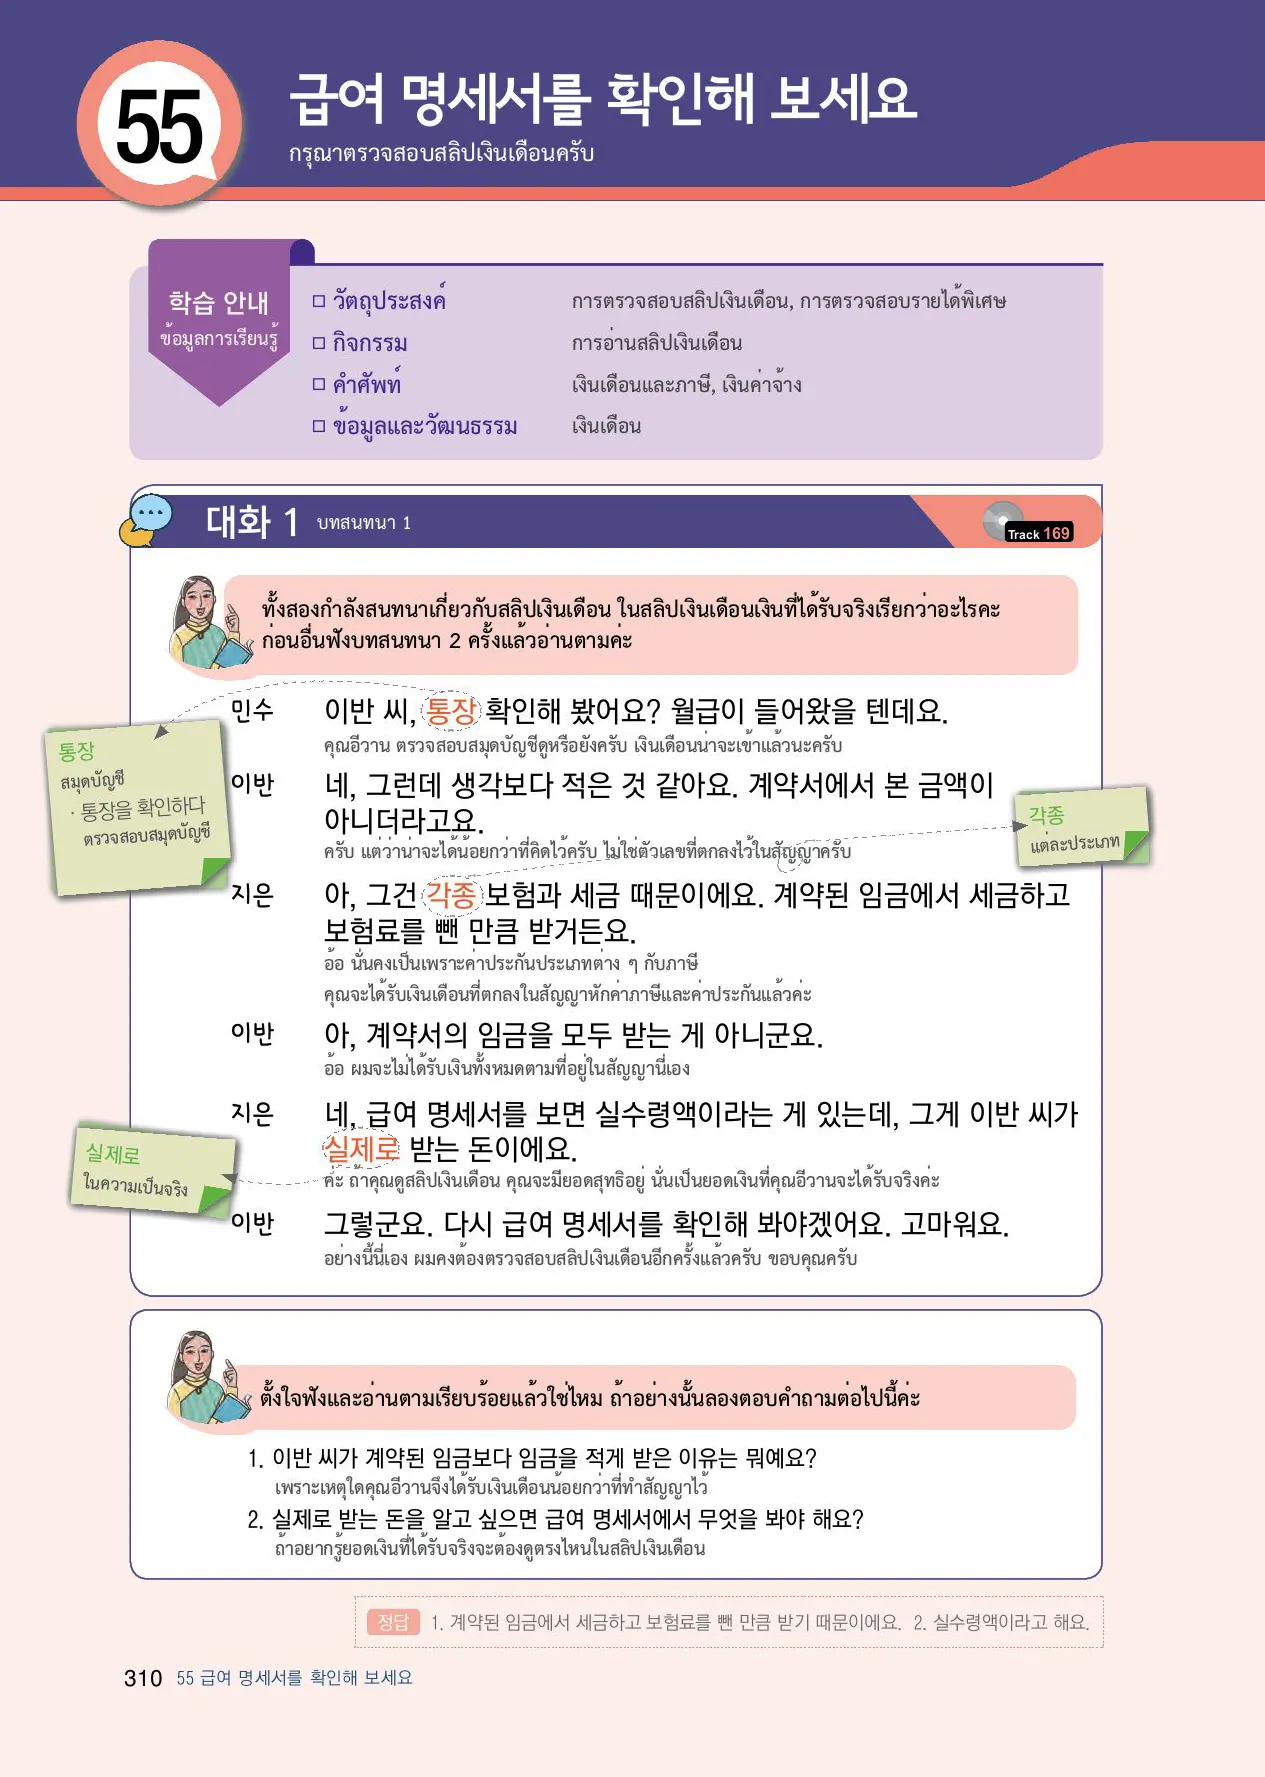 55
급여 명세서를 확인해 보세요
กรุณาตรวจสอบสลิปเงินเดือนครับ
학습 안내
ข้อมูลการเรียนรู้
□ วัตถุประสงค์ การตรวจสอบสลิปเงินเดือน, การตรวจสอบรายได้พิเศษ
□ กิจกรรม การอ่านสลิปเงินเดือน
□ คำศัพท์ เงินเดือนและภาษี, เงินค่าจ้าง
□ ข้อมูลและวัฒนธรรม เงินเดือน
대화 1 บทสนทนา 1
Track 169
ทั้งสองกำลังสนทนาเกี่ยวกับสลิปเงินเดือน ในสลิปเงินเดือนเงินที่ได้รับจริงเรียกว่าอะไรคะ
ก่อนอื่นฟังบทสนทนา 2 ครั้งแล้วอ่านตามค่ะ
민수 이반 씨, 통장 확인해 봤어요? 월급이 들어왔을 텐데요.
คุณอีวาน ตรวจสอบสมุดบัญชีดูหรือยังครับ เงินเดือนน่าจะเข้าแล้วนะครับ
통장
สมุดบัญชี
· 통장을 확인하다
ตรวจสอบสมุดบัญชี
이반 네, 그런데 생각보다 적은 것 같아요. 계약서에서 본 금액이
아니더라고요.
ครับ แต่ว่าน่าจะได้น้อยกว่าที่คิดไว้ครับ ไม่ใช่ตัวเลขที่ตกลงไว้ในสัญญาครับ
각종
แต่ละประเภท
지은 아, 그건 각종 보험과 세금 때문이에요. 계약된 임금에서 세금하고
보험료를 뺀 만큼 받거든요.
อ้อ นั่นคงเป็นเพราะค่าประกันประเภทต่าง ๆ กับภาษี
คุณจะได้รับเงินเดือนที่ตกลงในสัญญาหักค่าภาษีและค่าประกันแล้วค่ะ
이반 아, 계약서의 임금을 모두 받는 게 아니군요.
อ้อ ผมจะไม่ได้รับเงินทั้งหมดตามที่อยู่ในสัญญานี่เอง
지은 네, 급여 명세서를 보면 실수령액이라는 게 있는데, 그게 이반 씨가
실제로 받는 돈이에요.
ค่ะ ถ้าคุณดูสลิปเงินเดือน คุณจะมียอดสุทธิอยู่ นั่นเป็นยอดเงินที่คุณอีวานจะได้รับจริงค่ะ
실제로
ในความเป็นจริง
이반 그렇군요. 다시 급여 명세서를 확인해 봐야겠어요. 고마워요.
อย่างนี้นี่เอง ผมคงต้องตรวจสอบสลิปเงินเดือนอีกครั้งแล้วครับ ขอบคุณครับ
ตั้งใจฟังและอ่านตามเรียบร้อยแล้วใช่ไหม ถ้าอย่างนั้นลองตอบคำถามต่อไปนี้ค่ะ
1. 이반 씨가 계약된 임금보다 임금을 적게 받은 이유는 뭐예요?
เพราะเหตุใดคุณอีวานจึงได้รับเงินเดือนน้อยกว่าที่ทำสัญญาไว้
2. 실제로 받는 돈을 알고 싶으면 급여 명세서에서 무엇을 봐야 해요?
ถ้าอยากรู้ยอดเงินที่ได้รับจริงจะต้องดูตรงไหนในสลิปเงินเดือน
정답 1. 계약된 임금에서 세금하고 보험료를 뺀 만큼 받기 때문이에요. 2. 실수령액이라고 해요.
310 55 급여 명세서를 확인해 보세요